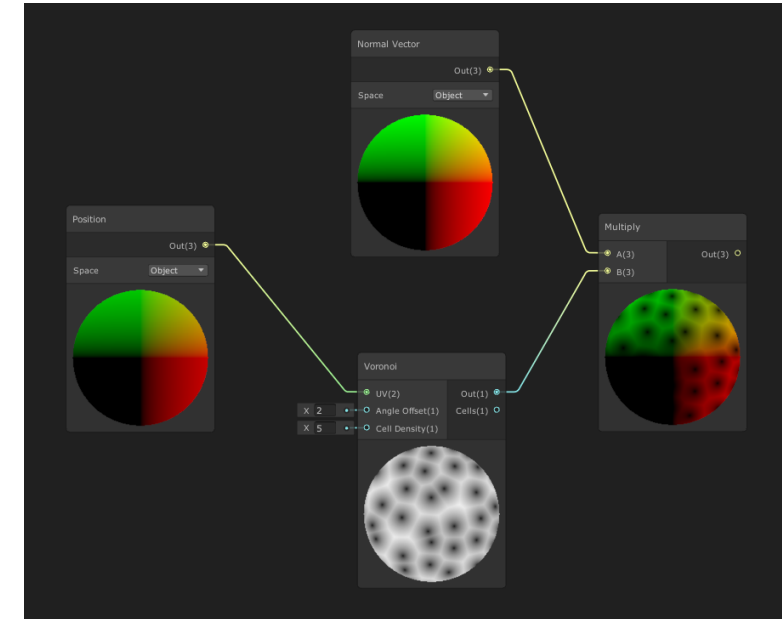 Normal Vector
Out(3)
Space Object
Position
Out(3)
Space Object
Multiply
A(3) Out(3)
B(3)
Voronoi
UV(2) Out(1)
X 2 Angle Offset(1) Cells(1)
X 5 Cell Density(1)